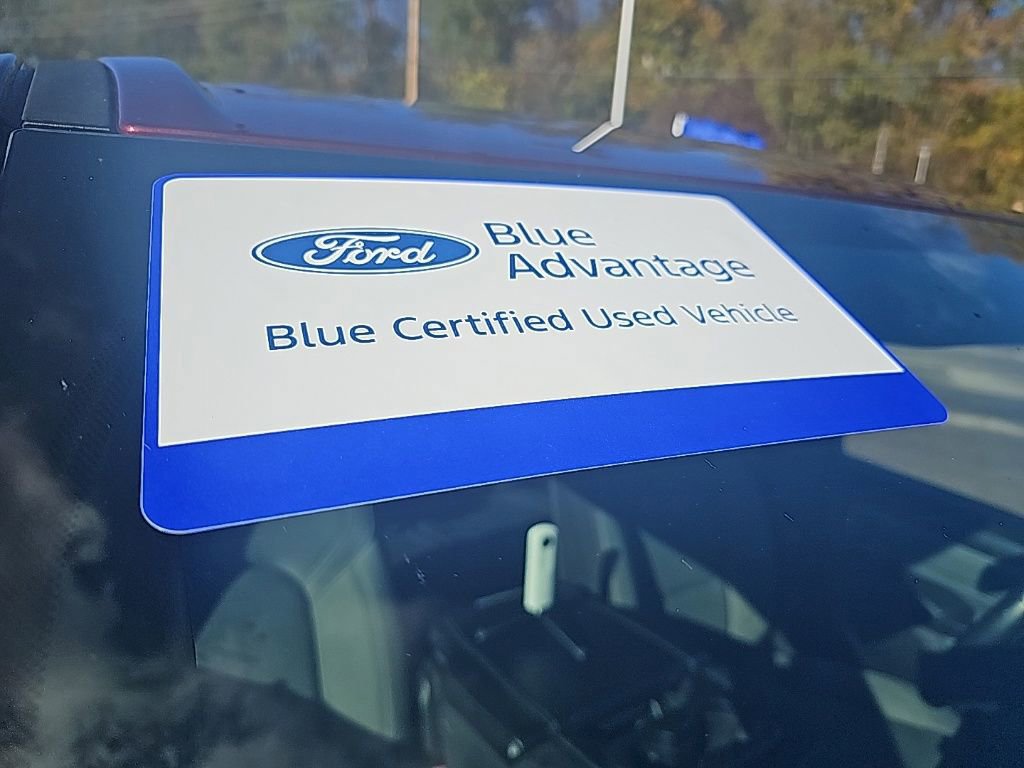 Ford
Blue
Advantage
Blue Certified Used Vehicle